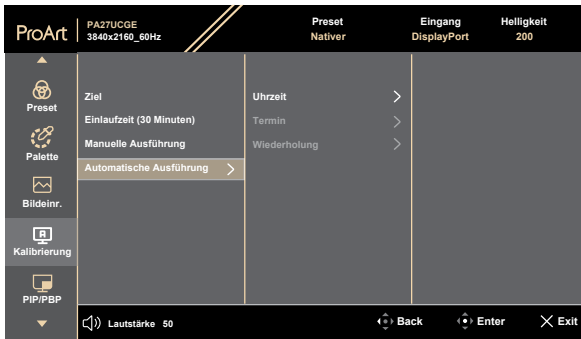 ProArt
PA27UCGE
3840x2160_60Hz
Preset
Nativer
Eingang
DisplayPort
Helligkeit
200
Preset
Palette
Bildeinr.
Kalibrierung
PIP/PBP
Ziel
Einlaufzeit (30 Minuten)
Manuelle Ausführung
Automatische Ausführung
Uhrzeit
Termin
Wiederholung
Lautstärke 50
Back
Enter
Exit